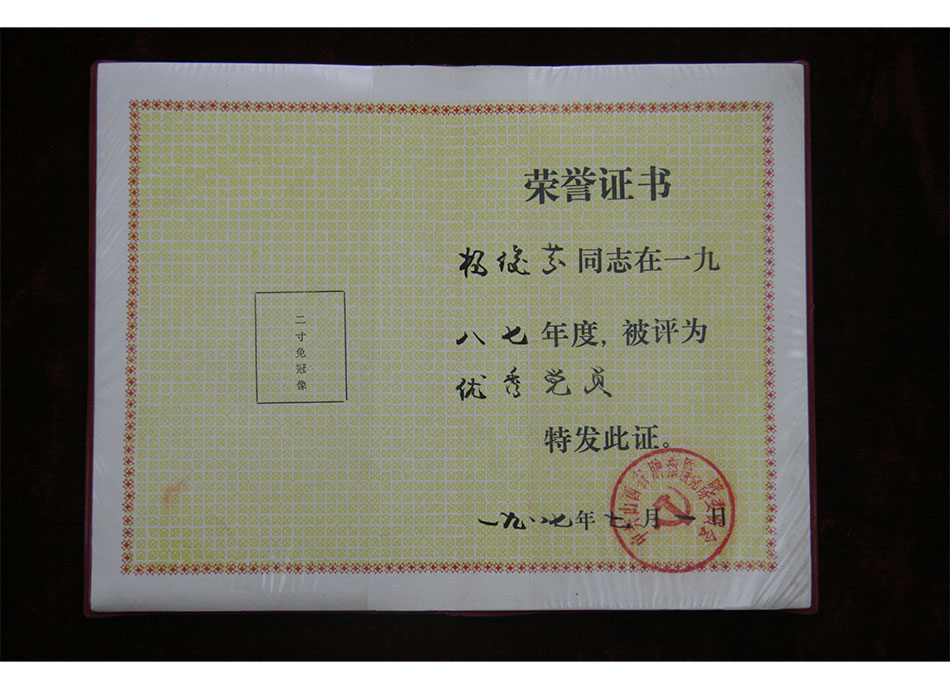 荣誉证书
杨俊芬同志在一九
八七年度，被评为
优秀党员
特发此证。
一九八七年七月一日
二寸免冠像